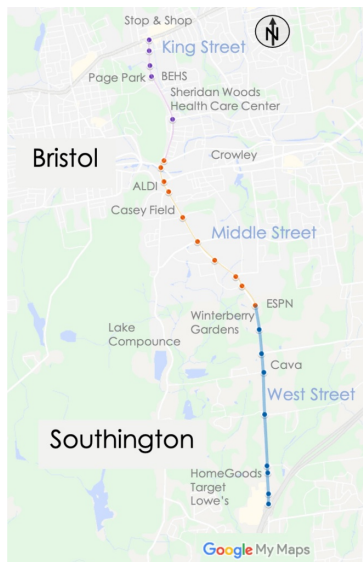 Stop & Shop
N
King Street
Page Park
BEHS
Sheridan Woods
Health Care Center
Bristol
Crowley
ALDI
Casey Field
Middle Street
ESPN
Winterberry
Gardens
Lake
Compounce
Cava
West Street
Southington
HomeGoods
Target
Lowe's
Google My Maps